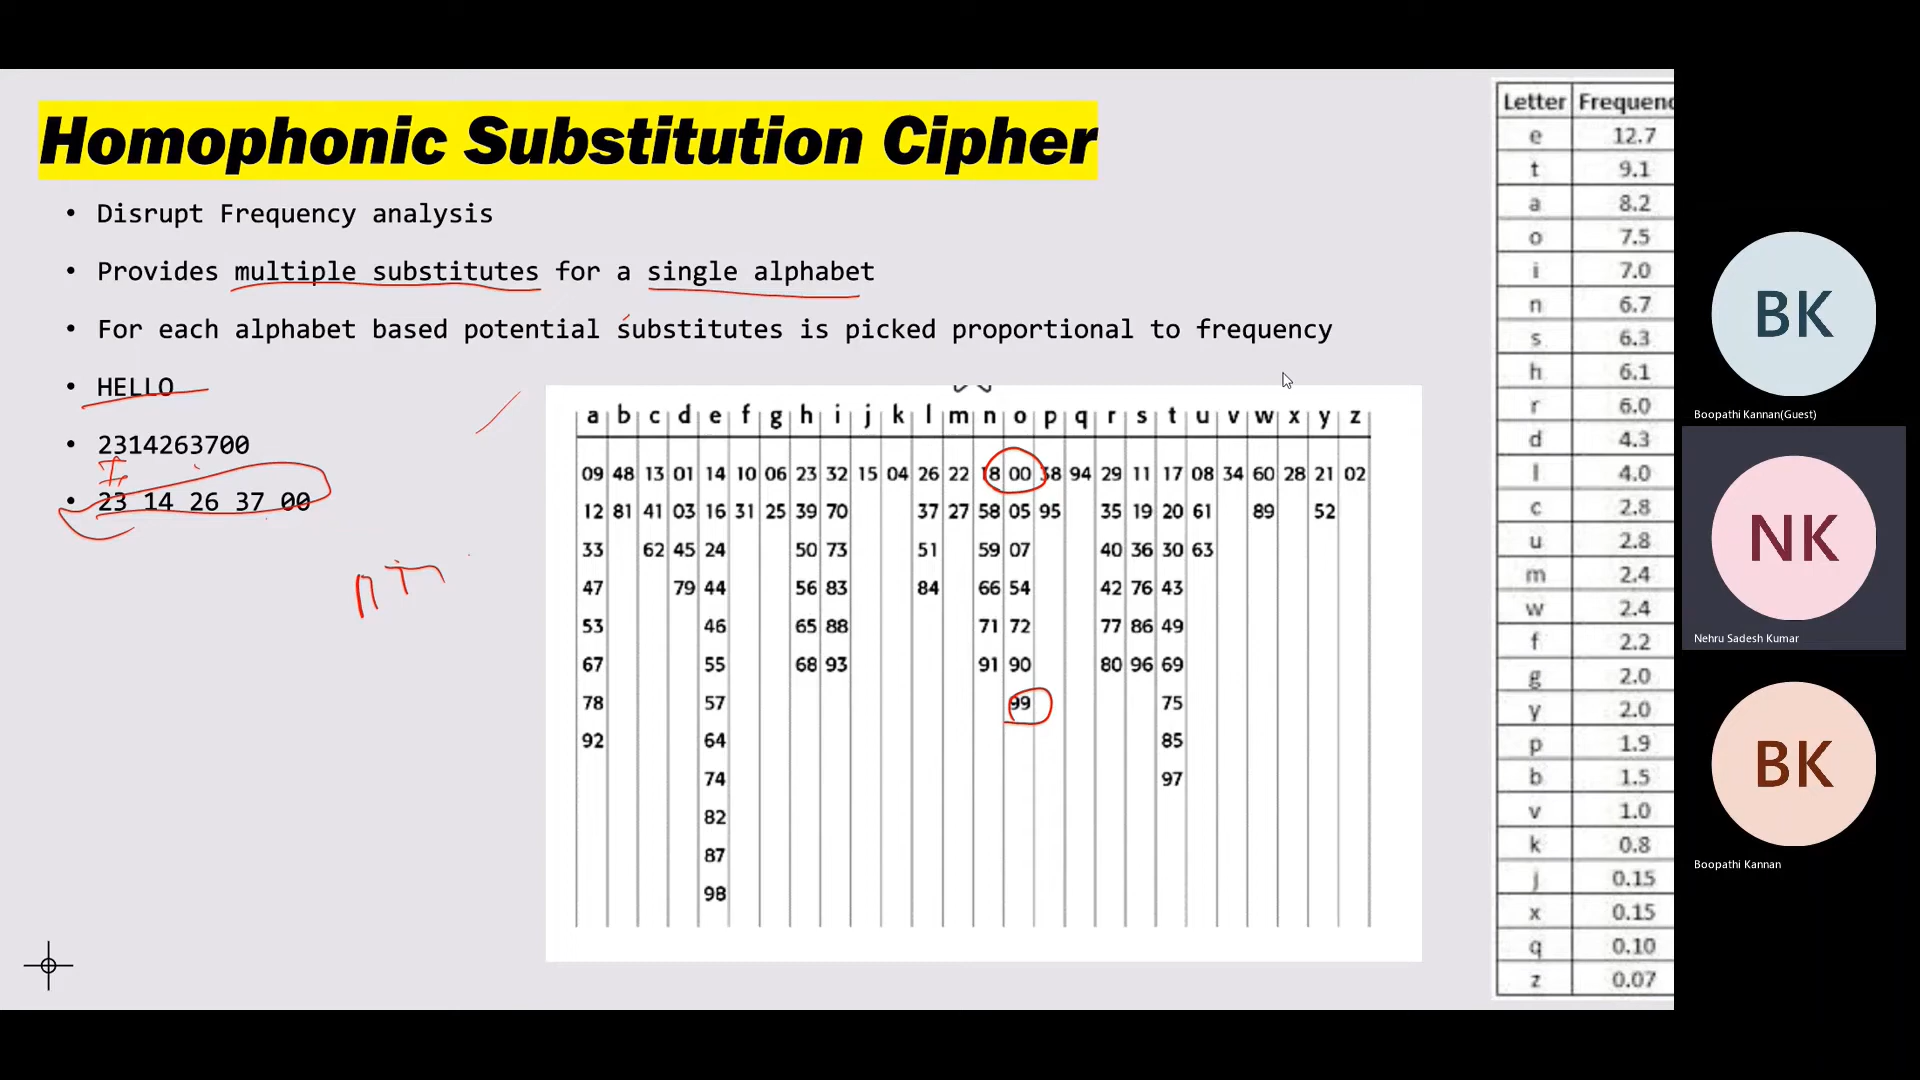 Homophonic Substitution Cipher
• Disrupt Frequency analysis
• Provides multiple substitutes for a single alphabet
• For each alphabet based potential substitutes is picked proportional to frequency
• HELLO
• 2314263700
• 23 14 26 37 00
a b c d e f g h i j k l m n o p q r s t u v w x y z
09 48 13 01 14 10 06 23 32 15 04 26 22 18 00 38 94 29 11 17 08 34 60 28 21 02
12 81 41 03 16 31 25 39 70 37 27 58 05 95 35 19 20 61 89 52
33 62 45 24 50 73 51 59 07 40 36 30 63
47 79 44 56 83 84 66 54 42 76 43
53 46 65 88 71 72 77 86 49
67 55 68 93 91 90 80 96 69
78 57 99 75
92 64 85
74 97
82
87
98
Letter Frequenc
e 12.7
t 9.1
a 8.2
o 7.5
i 7.0
n 6.7
s 6.3
h 6.1
r 6.0
d 4.3
l 4.0
c 2.8
u 2.8
m 2.4
w 2.4
f 2.2
g 2.0
y 2.0
p 1.9
b 1.5
v 1.0
k 0.8
j 0.15
x 0.15
q 0.10
z 0.07
BK
Boopathi Kannan(Guest)
NK
Nehru Sadesh Kumar
BK
Boopathi Kannan